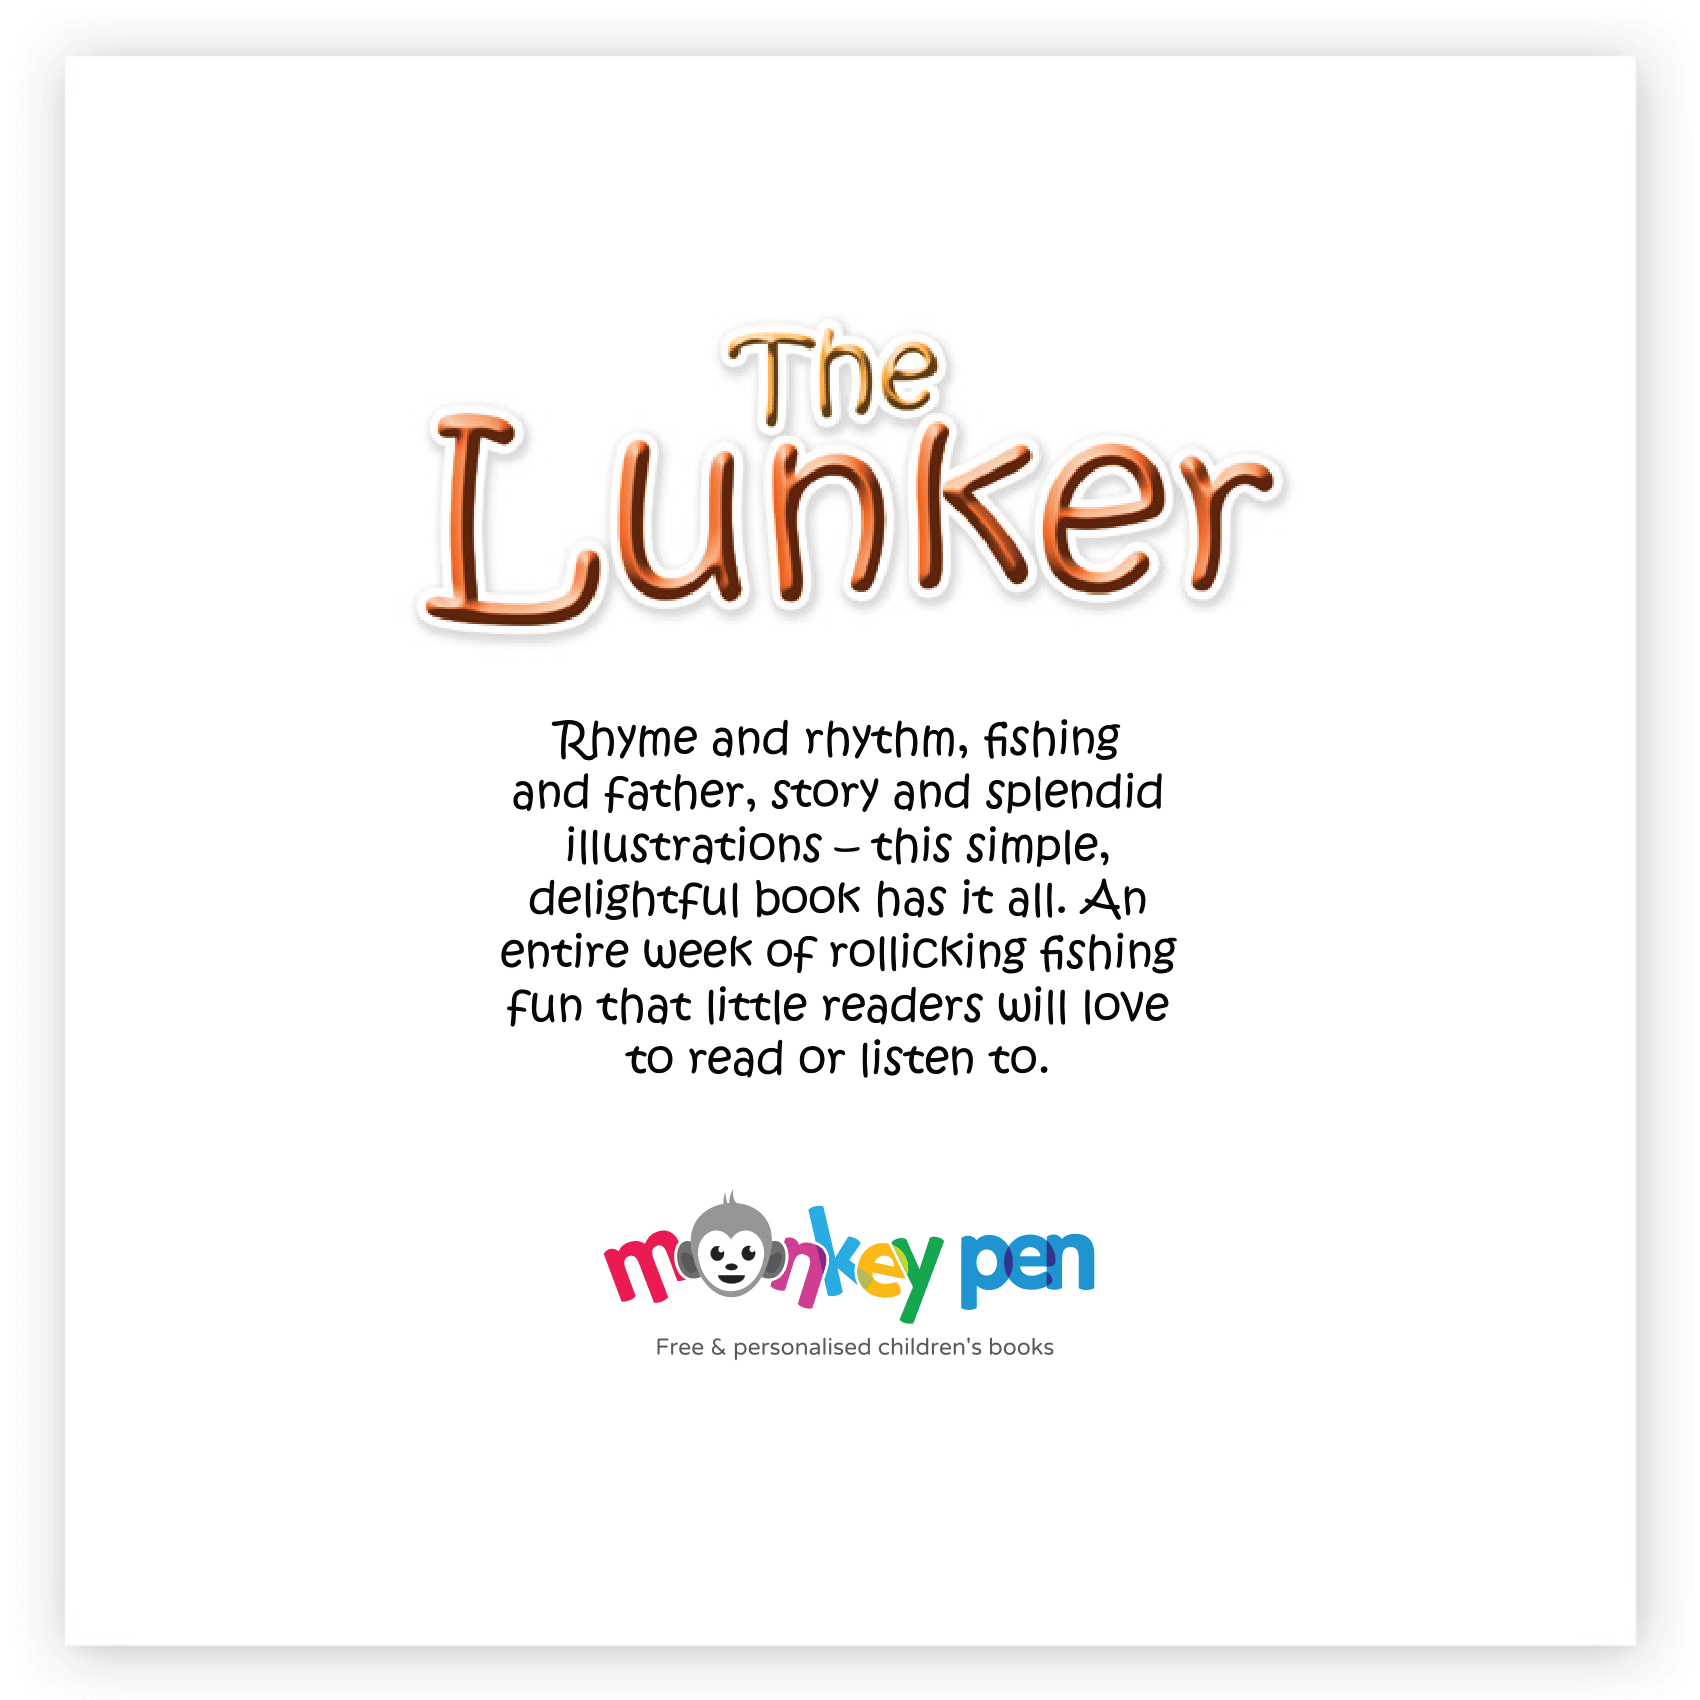 The
Lunker
Rhyme and rhythm, fishing
and father, story and splendid
illustrations – this simple,
delightful book has it all. An
entire week of rollicking fishing
fun that little readers will love
to read or listen to.
monkey pen
Free & personalised children's books